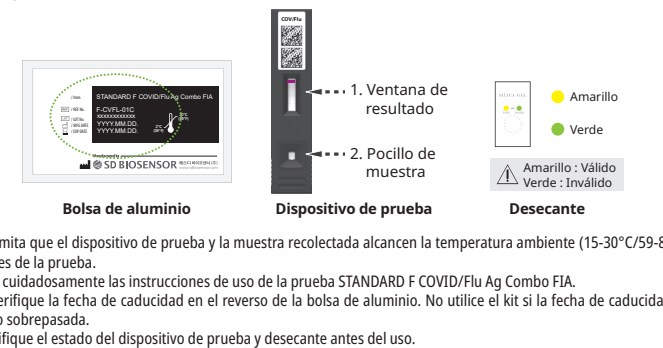 COV/Flu
STANDARD F COVID/Flu Ag Combo FIA
F-CVFL-01C
XXXXXXXXXXX
YYYY.MM.DD.
YYYY.MM.DD.
SD BIOSENSOR
1. Ventana de
resultado
2. Pocillo de
muestra
SILICA GEL
Amarillo
Verde
Amarillo : Válido
Verde : Inválido
Bolsa de aluminio
Dispositivo de prueba
Desecante
mita que el dispositivo de prueba y la muestra recolectada alcancen la temperatura ambiente (15-30°C/59-8
es de la prueba.
cuidadosamente las instrucciones de uso de la prueba STANDARD F COVID/Flu Ag Combo FIA.
erifique la fecha de caducidad en el reverso de la bolsa de aluminio. No utilice el kit si la fecha de caducida
o sobrepasada.
ifique el estado del dispositivo de prueba y desecante antes del uso.